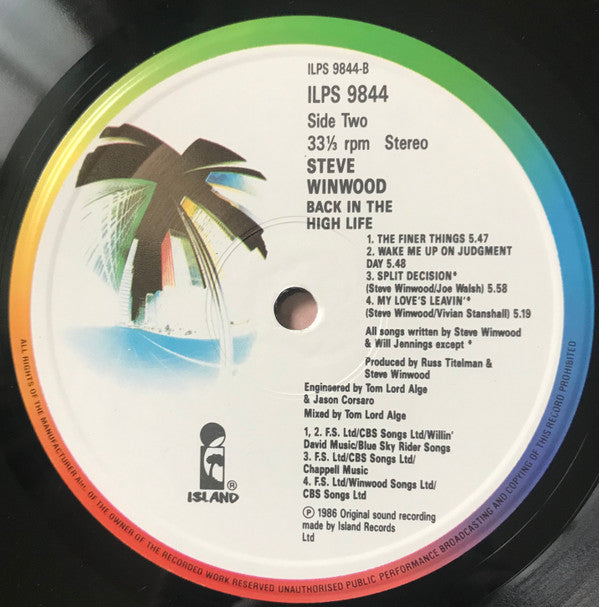 ILPS 9844-B
ILPS 9844
Side Two
33⅓ rpm Stereo
STEVE
WINWOOD
BACK IN THE
HIGH LIFE
1. THE FINER THINGS 5.47
2. WAKE ME UP ON JUDGMENT
DAY 5.48
3. SPLIT DECISION*
(Steve Winwood/Joe Walsh) 5.58
4. MY LOVE'S LEAVIN'*
(Steve Winwood/Vivian Stanshall) 5.19
All songs written by Steve Winwood
& Will Jennings except *
Produced by Russ Titelman &
Steve Winwood
Engineered by Tom Lord Alge
& Jason Corsaro
Mixed by Tom Lord Alge
1, 2. F.S. Ltd/CBS Songs Ltd/Willin'
David Music/Blue Sky Rider Songs
3. F.S. Ltd/CBS Songs Ltd/
Chappell Music
4. F.S. Ltd/Winwood Songs Ltd/
CBS Songs Ltd
℗ 1986 Original sound recording
made by Island Records
Ltd
i
ISLAND ®
ALL RIGHTS OF THE MANUFACTURER AND OF THE OWNER OF THE RECORDED WORK RESERVED UNAUTHORISED PUBLIC PERFORMANCE BROADCASTING AND COPYING OF THIS RECORD PROHIBITED